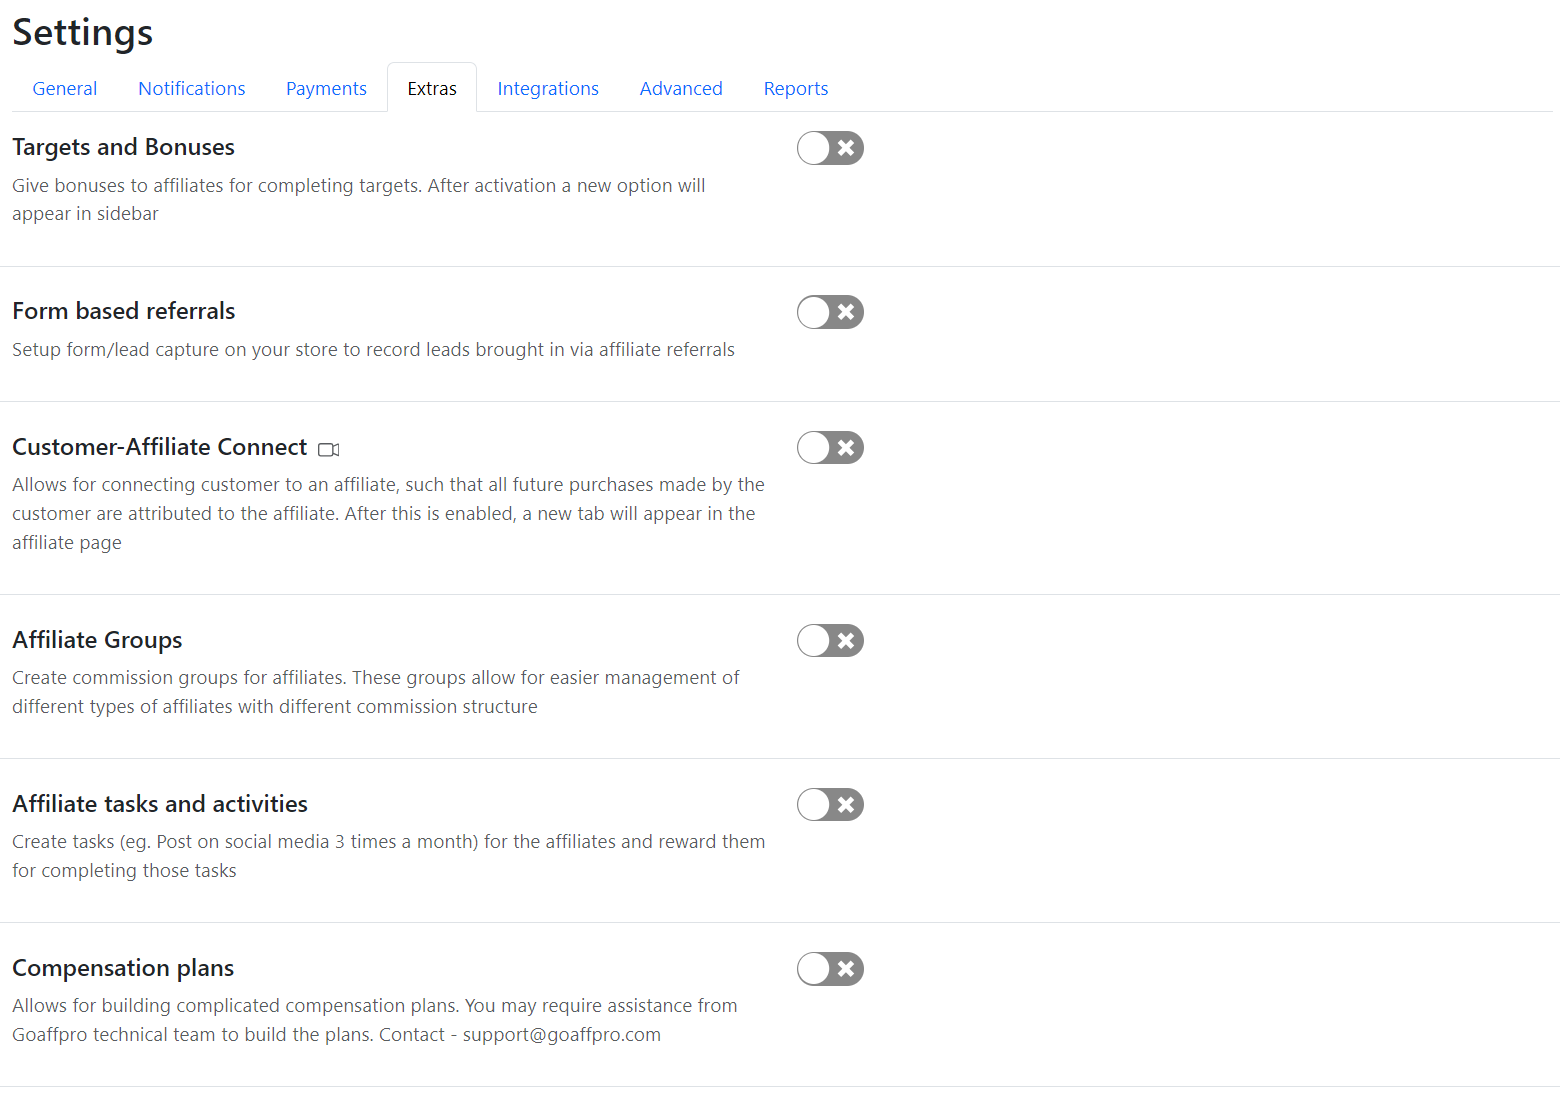 Settings
General Notifications Payments Extras Integrations Advanced Reports
Targets and Bonuses
Give bonuses to affiliates for completing targets. After activation a new option will
appear in sidebar
Form based referrals
Setup form/lead capture on your store to record leads brought in via affiliate referrals
Customer-Affiliate Connect
Allows for connecting customer to an affiliate, such that all future purchases made by the
customer are attributed to the affiliate. After this is enabled, a new tab will appear in the
affiliate page
Affiliate Groups
Create commission groups for affiliates. These groups allow for easier management of
different types of affiliates with different commission structure
Affiliate tasks and activities
Create tasks (eg. Post on social media 3 times a month) for the affiliates and reward them
for completing those tasks
Compensation plans
Allows for building complicated compensation plans. You may require assistance from
Goaffpro technical team to build the plans. Contact - support@goaffpro.com